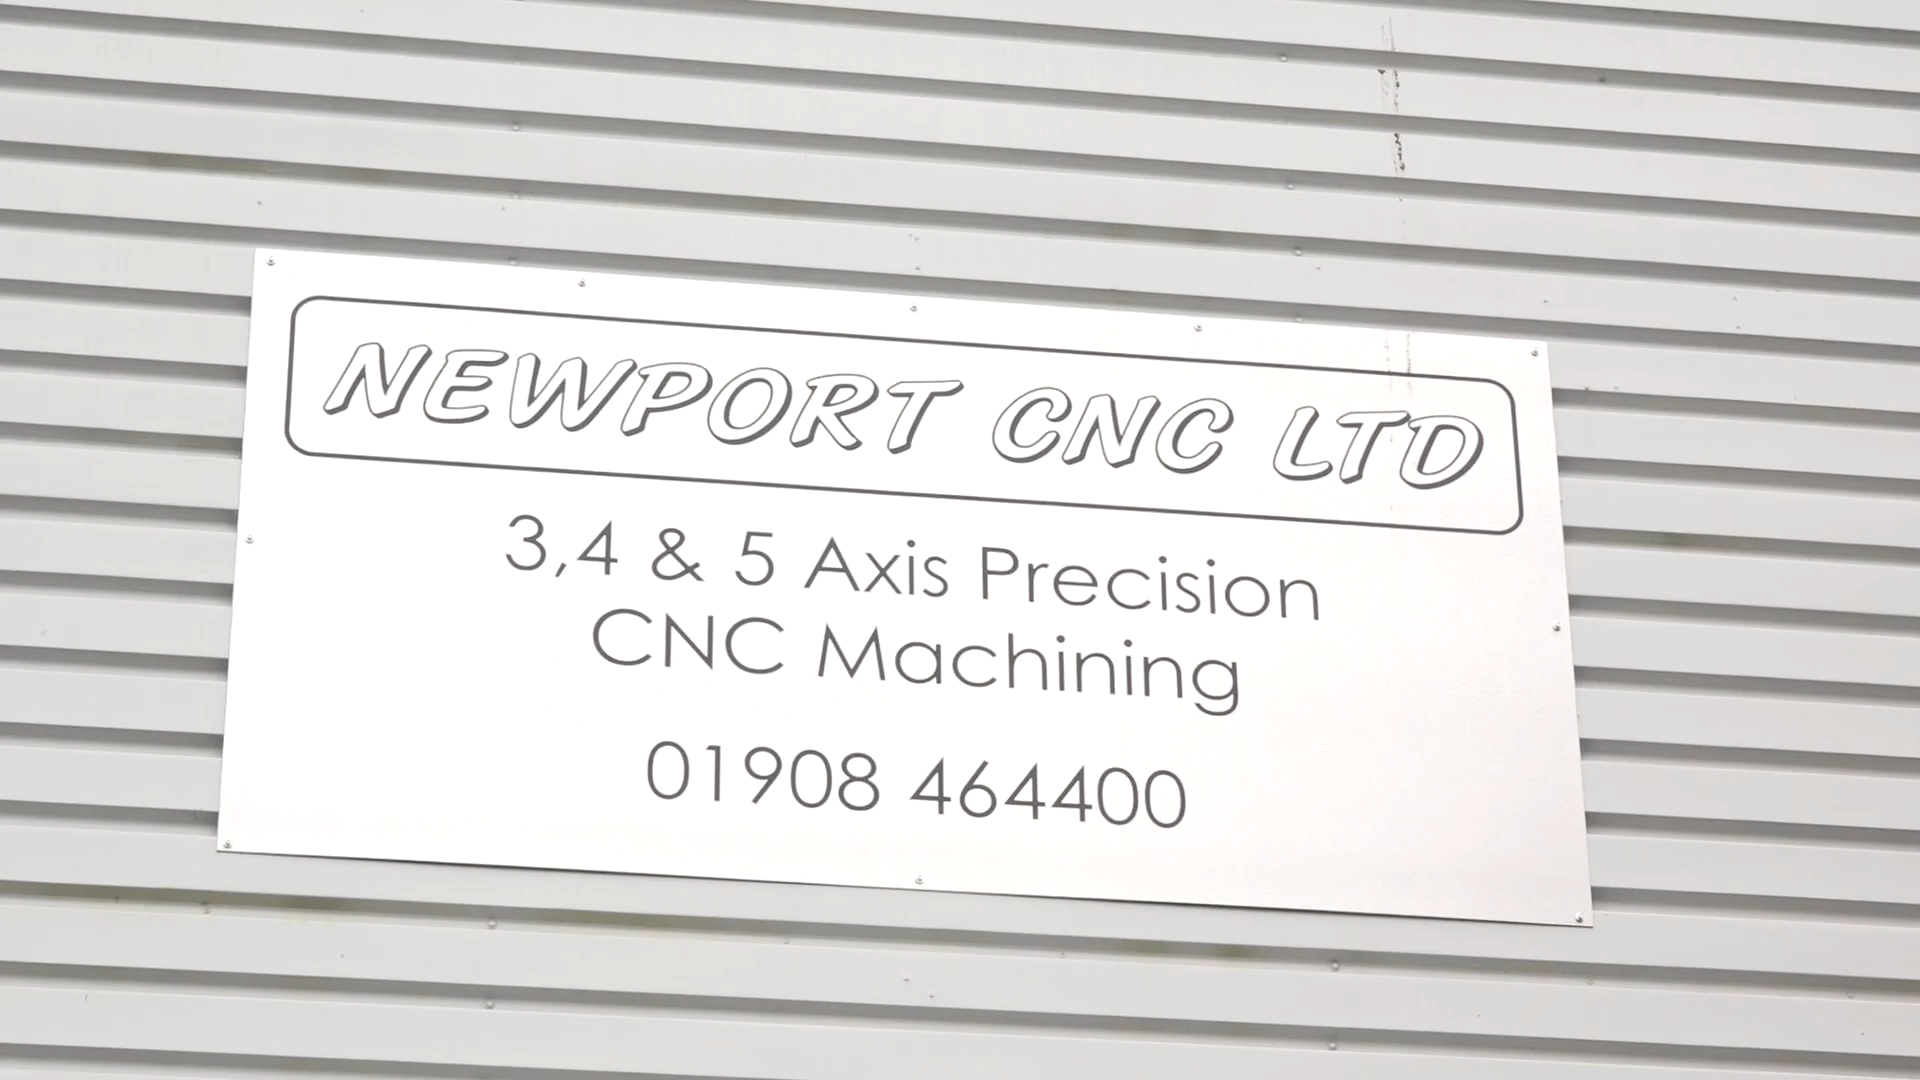 NEWPORT CNC LTD
3,4 & 5 Axis Precision
CNC Machining
01908 464400